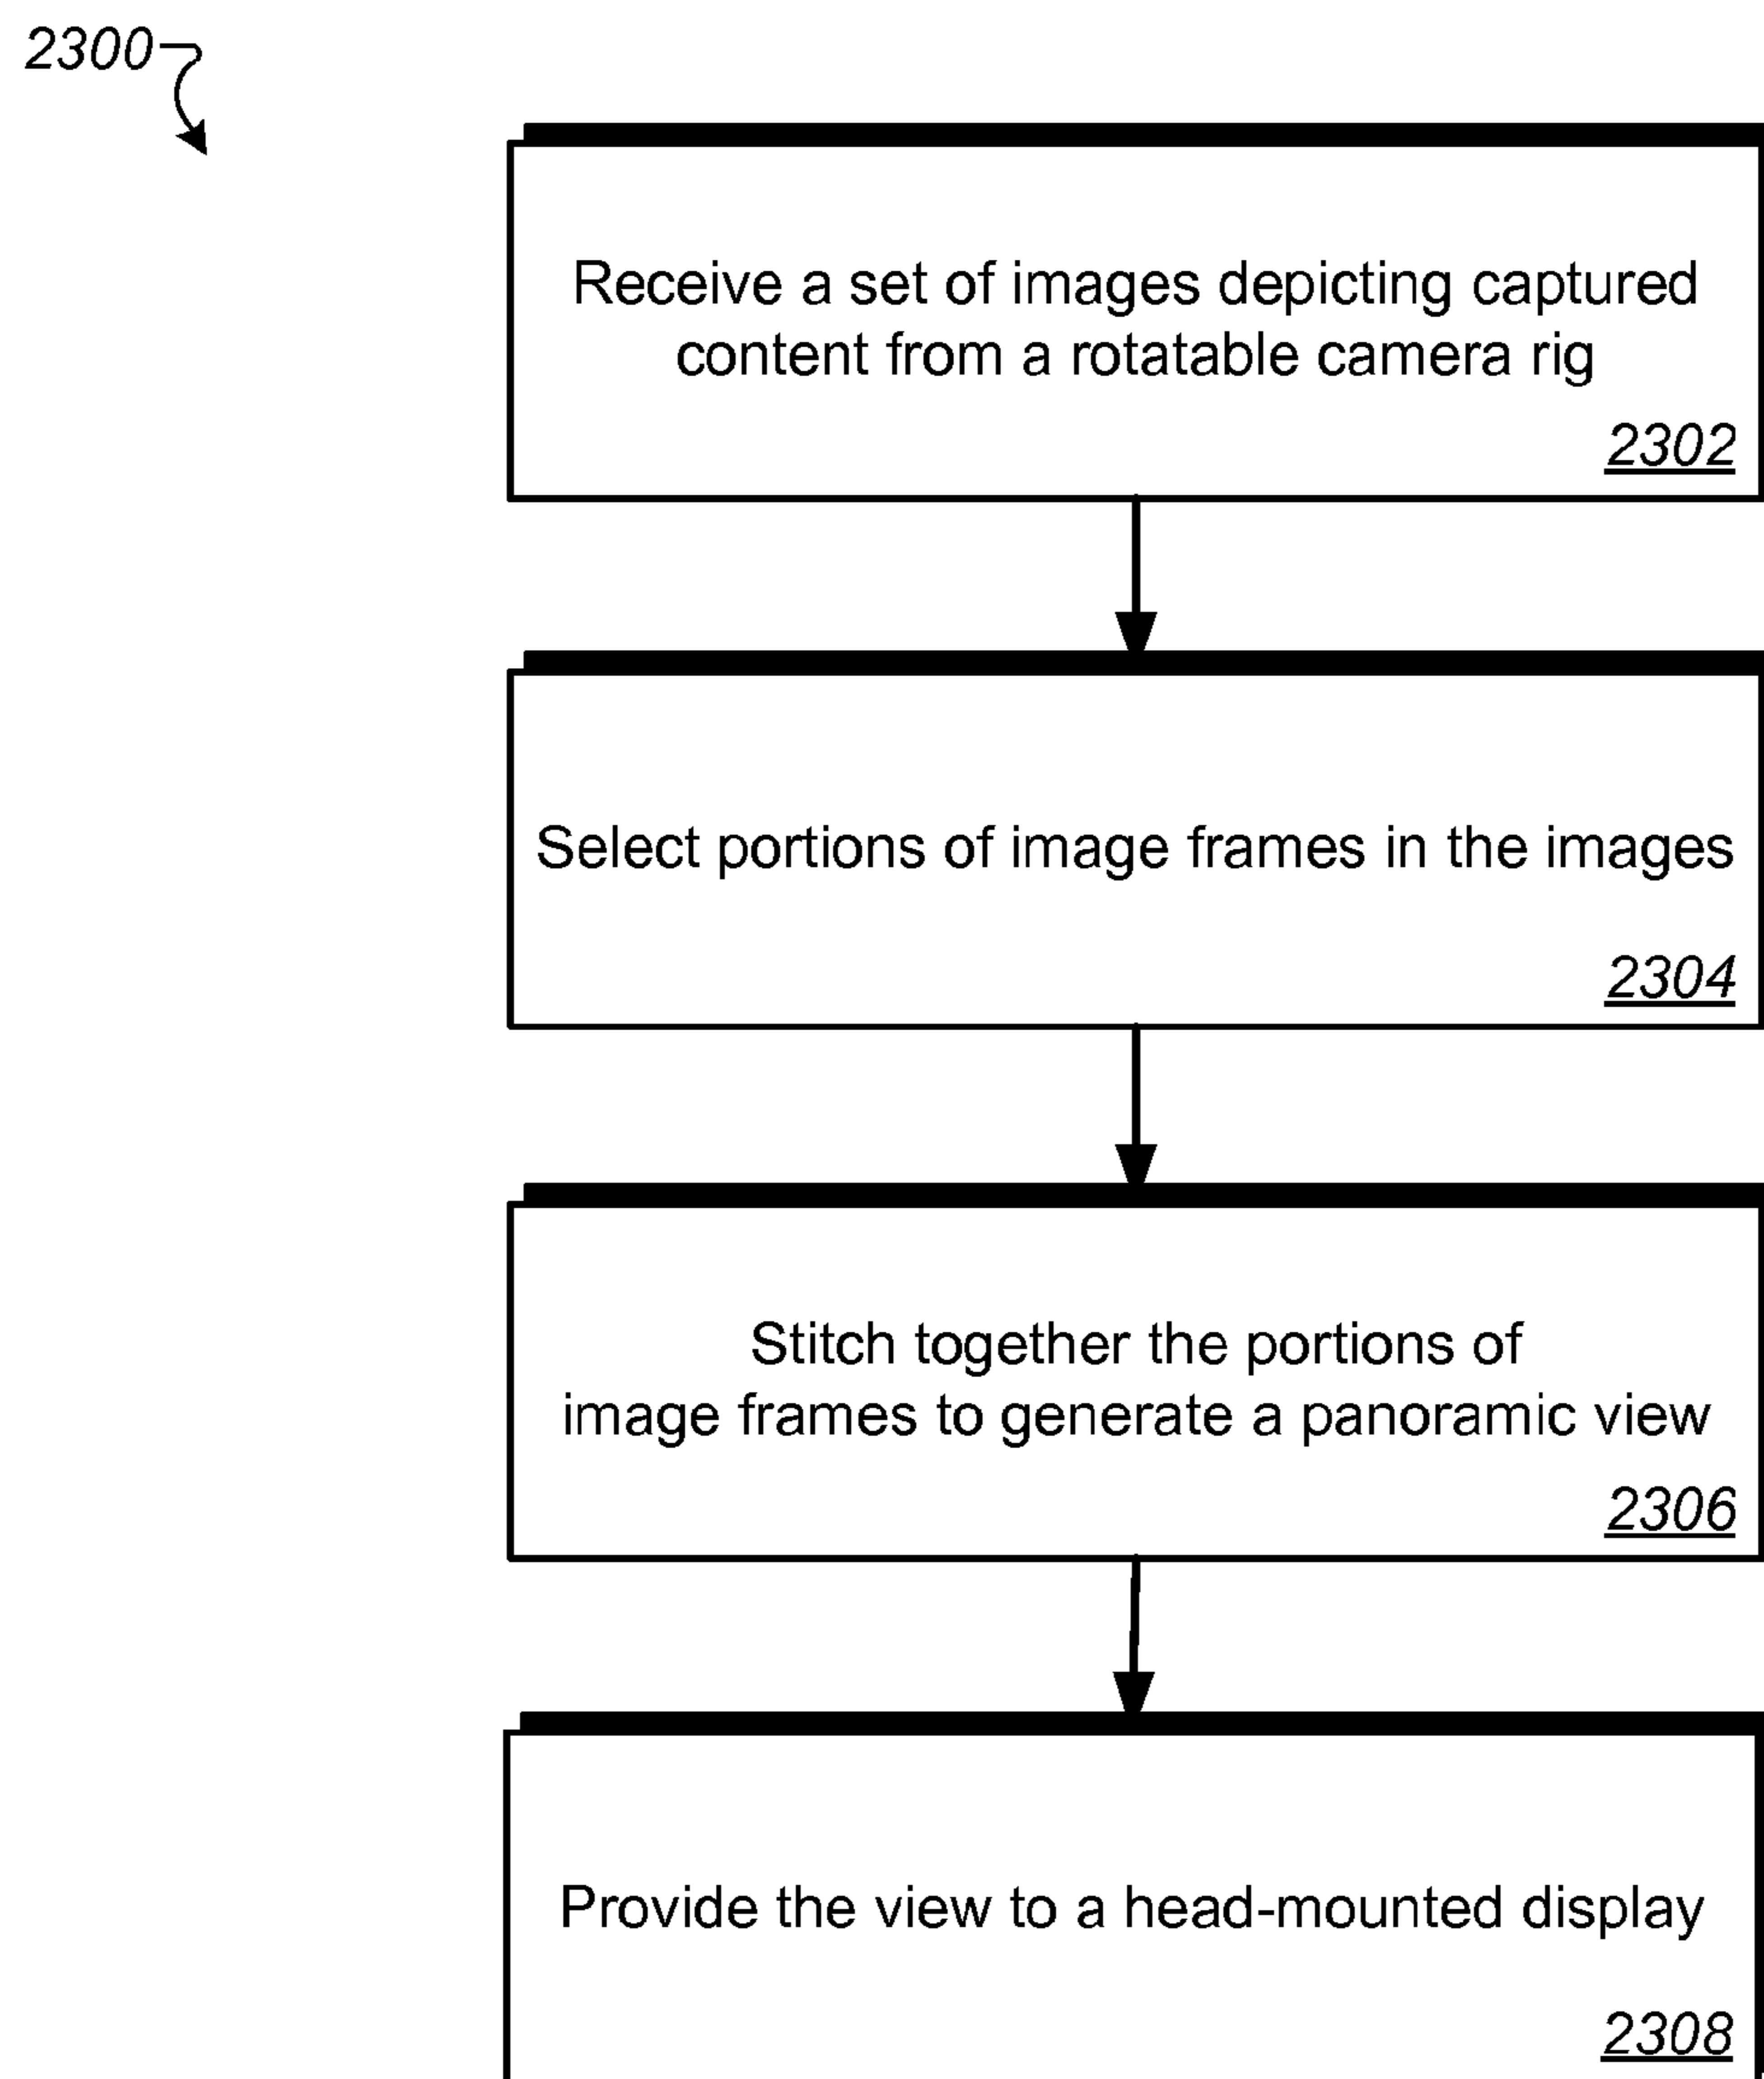 2300
Receive a set of images depicting captured
content from a rotatable camera rig
2302
Select portions of image frames in the images
2304
Stitch together the portions of
image frames to generate a panoramic view
2306
Provide the view to a head-mounted display
2308